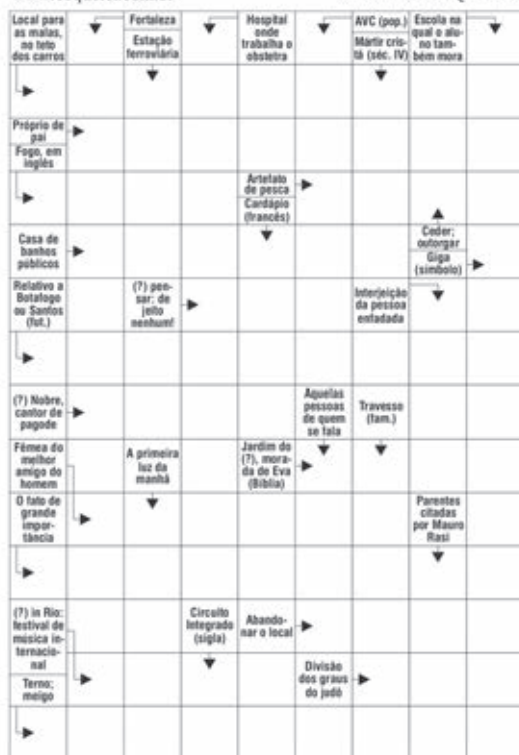 Local para
as malas,
no teto
dos carros
Fortaleza
Estação
ferroviária
Hospital
onde
trabalha o
obstetra
AVC (pop.)
Mártir cris-
tã (séc. IV)
Escola na
qual o alu-
no tam-
bém mora
Próprio de
pai
Fogo, em
inglês
Artefato
de pesca
Cardápio
(francês)
Casa de
banhos
públicos
Ceder;
outorgar
Giga
(símbolo)
Relativo a
Botafogo
ou Santos
(fut.)
(?) pen-
sar: de
jeito
nenhum!
Interjeição
da pessoa
enfadada
(?) Nobre,
cantor de
pagode
Aquelas
pessoas
de quem
se fala
Travesso
(fam.)
Fêmea do
melhor
amigo do
homem
A primeira
luz da
manhã
Jardim do
(?), mora-
da de Eva
(Bíblia)
O fato de
grande
impor-
tância
Parentes
citadas
por Mauro
Rasi
(?) in Rio:
festival de
música in-
ternacio-
nal
Circuito
Integrado
(sigla)
Abando-
nar o local
Terno;
meigo
Divisão
dos graus
do judô